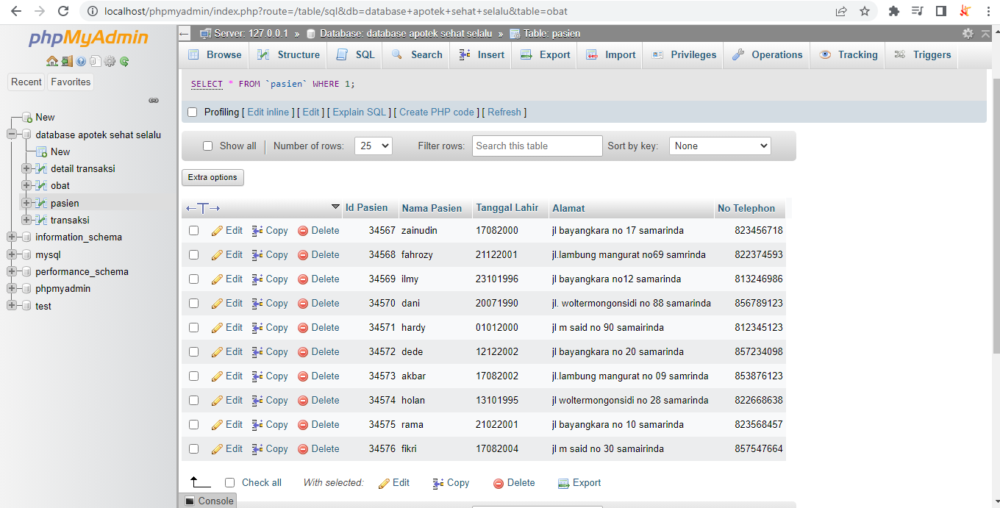 localhost/phpmyadmin/index.php?route=/table/sql&db=database+apotek+sehat+selalu&table=obat
phpMyAdmin
Recent Favorites
New
database apotek sehat selalu
New
detail transaksi
obat
pasien
transaksi
information_schema
mysql
performance_schema
phpmyadmin
test
Server: 127.0.0.1 » Database: database apotek sehat selalu » Table: pasien
Browse Structure SQL Search Insert Export Import Privileges Operations Tracking Triggers
SELECT * FROM `pasien` WHERE 1;
Profiling [ Edit inline ] [ Edit ] [ Explain SQL ] [ Create PHP code ] [ Refresh ]
Show all Number of rows: 25 Filter rows: Search this table Sort by key: None
Extra options
←T→ Id Pasien Nama Pasien Tanggal Lahir Alamat No Telephon
Edit Copy Delete 34567 zainudin 17082000 jl bayangkara no 17 samarinda 823456718
Edit Copy Delete 34568 fahrozy 21122001 jl.lambung mangurat no69 samrinda 822374593
Edit Copy Delete 34569 ilmy 23101996 jl bayangkara no12 samarinda 813246986
Edit Copy Delete 34570 dani 20071990 jl. woltermongonsidi no 88 samarinda 856789123
Edit Copy Delete 34571 hardy 01012000 jl m said no 90 samairinda 812345123
Edit Copy Delete 34572 dede 12122002 jl bayangkara no 20 samarinda 857234098
Edit Copy Delete 34573 akbar 17082002 jl.lambung mangurat no 09 samrinda 853876123
Edit Copy Delete 34574 holan 13101995 jl woltermongonsidi no 28 samarinda 822668638
Edit Copy Delete 34575 rama 21022001 jl bayangkara no 10 samarinda 823568457
Edit Copy Delete 34576 fikri 17082004 jl m said no 30 samairinda 857547664
Check all With selected: Edit Copy Delete Export
Console